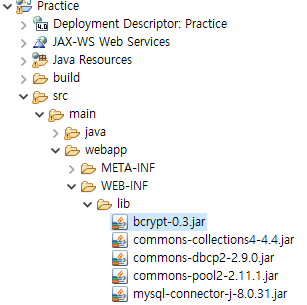 Practice
Deployment Descriptor: Practice
JAX-WS Web Services
Java Resources
build
src
main
java
webapp
META-INF
WEB-INF
lib
bcrypt-0.3.jar
commons-collections4-4.4.jar
commons-dbcp2-2.9.0.jar
commons-pool2-2.11.1.jar
mysql-connector-j-8.0.31.jar